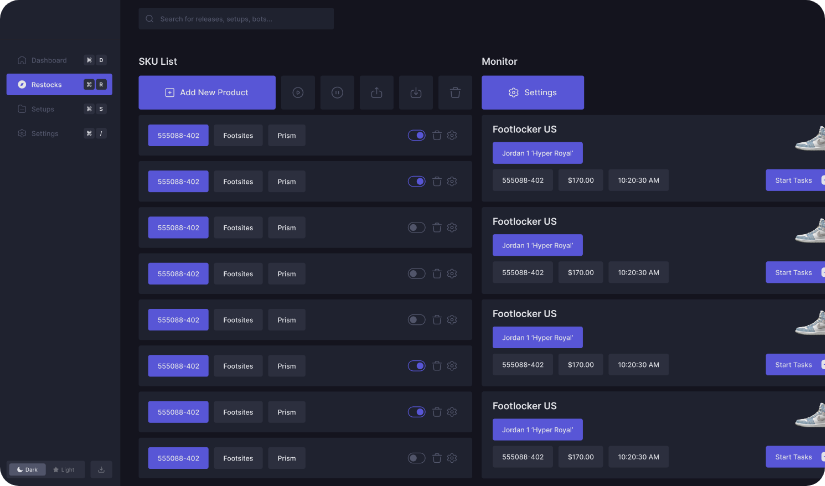 Search for releases, setups, bots...
Dashboard ⌘ D
Restocks ⌘ R
Setups ⌘ S
Settings ⌘ /
Dark Light
SKU List
Add New Product
555088-402 Footsites Prism
555088-402 Footsites Prism
555088-402 Footsites Prism
555088-402 Footsites Prism
555088-402 Footsites Prism
555088-402 Footsites Prism
555088-402 Footsites Prism
555088-402 Footsites Prism
Monitor
Settings
Footlocker US
Jordan 1 'Hyper Royal'
555088-402 $170.00 10:20:30 AM Start Tasks
Footlocker US
Jordan 1 'Hyper Royal'
555088-402 $170.00 10:20:30 AM Start Tasks
Footlocker US
Jordan 1 'Hyper Royal'
555088-402 $170.00 10:20:30 AM Start Tasks
Footlocker US
Jordan 1 'Hyper Royal'
555088-402 $170.00 10:20:30 AM Start Tasks